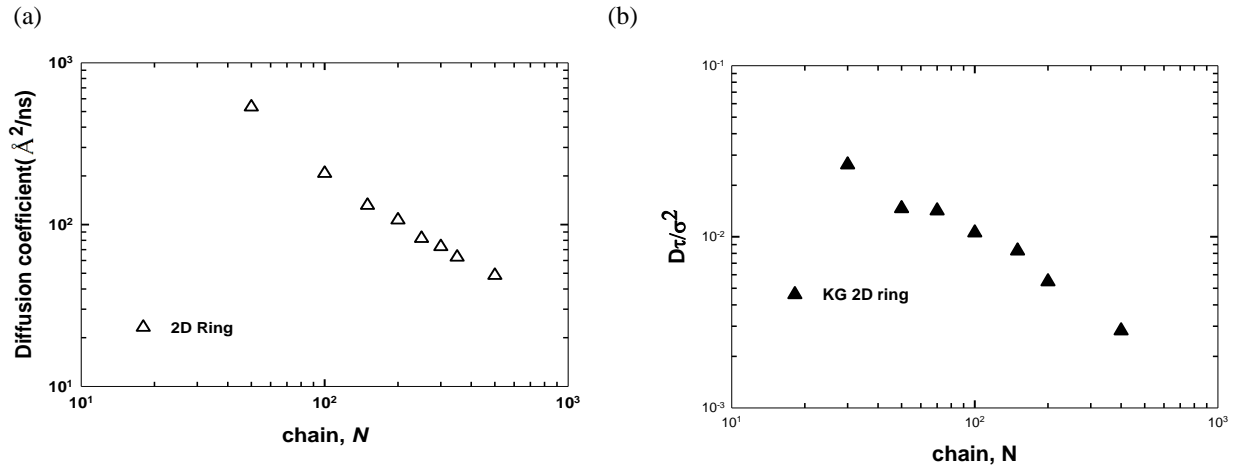 (a)
10³
Diffusion coefficient( Å²/ns)
10²
10¹
10¹
10²
10³
chain, N
2D Ring
(b)
10⁻¹
Dτ/σ²
10⁻²
10⁻³
10¹
10²
10³
chain, N
KG 2D ring